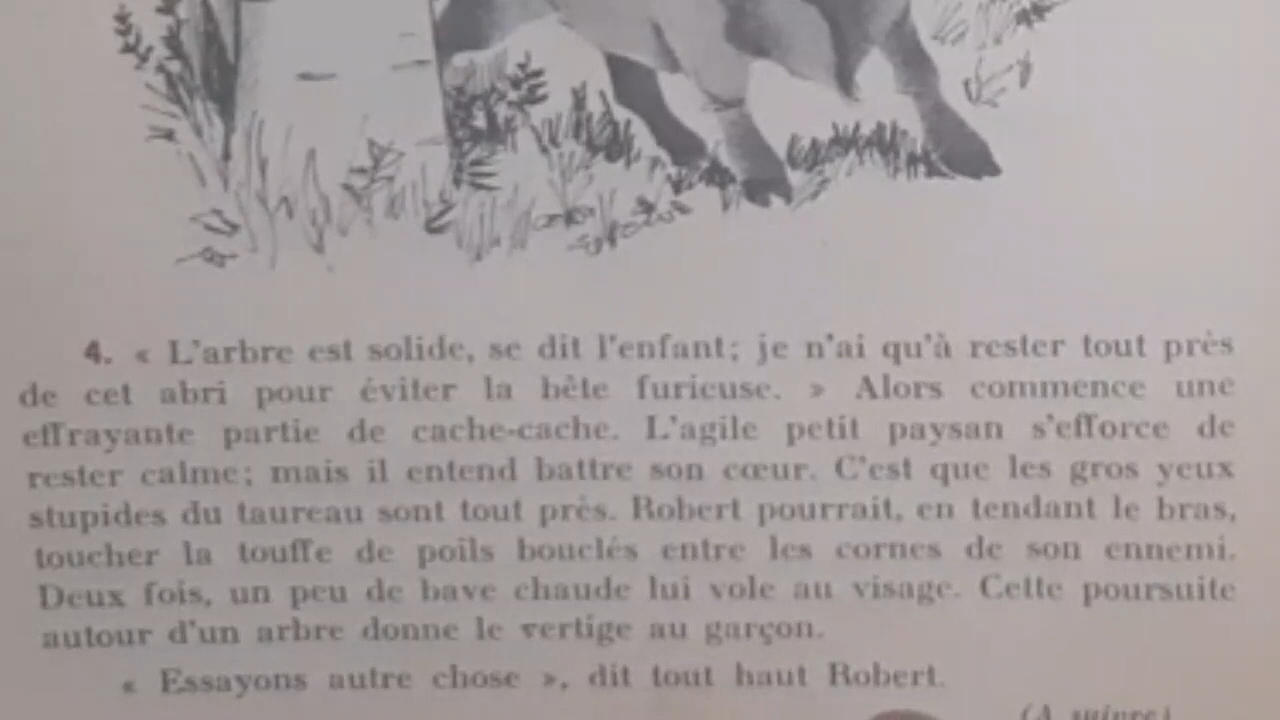 4. « L'arbre est solide, se dit l'enfant; je n'ai qu'à rester tout près
de cet abri pour éviter la bête furieuse. » Alors commence une
effrayante partie de cache-cache. L'agile petit paysan s'efforce de
rester calme; mais il entend battre son cœur. C'est que les gros yeux
stupides du taureau sont tout près. Robert pourrait, en tendant le bras,
toucher la touffe de poils bouclés entre les cornes de son ennemi.
Deux fois, un peu de bave chaude lui vole au visage. Cette poursuite
autour d'un arbre donne le vertige au garçon.
« Essayons autre chose », dit tout haut Robert.
(A suivre)